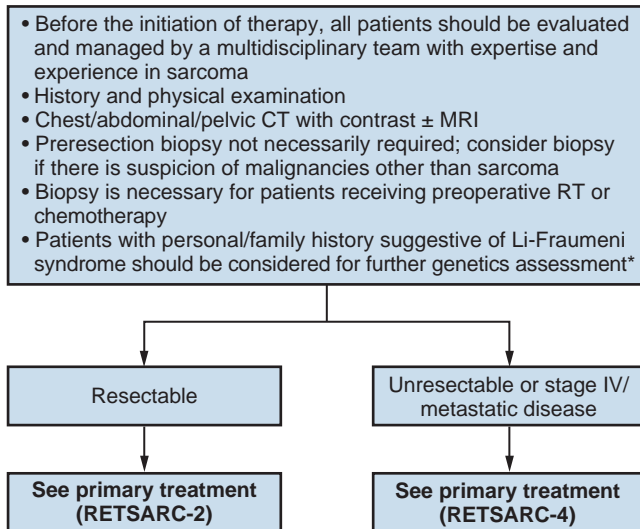 • Before the initiation of therapy, all patients should be evaluated
and managed by a multidisciplinary team with expertise and
experience in sarcoma
• History and physical examination
• Chest/abdominal/pelvic CT with contrast ± MRI
• Preresection biopsy not necessarily required; consider biopsy
if there is suspicion of malignancies other than sarcoma
• Biopsy is necessary for patients receiving preoperative RT or
chemotherapy
• Patients with personal/family history suggestive of Li-Fraumeni
syndrome should be considered for further genetics assessment*
Resectable
Unresectable or stage IV/
metastatic disease
See primary treatment
(RETSARC-2)
See primary treatment
(RETSARC-4)